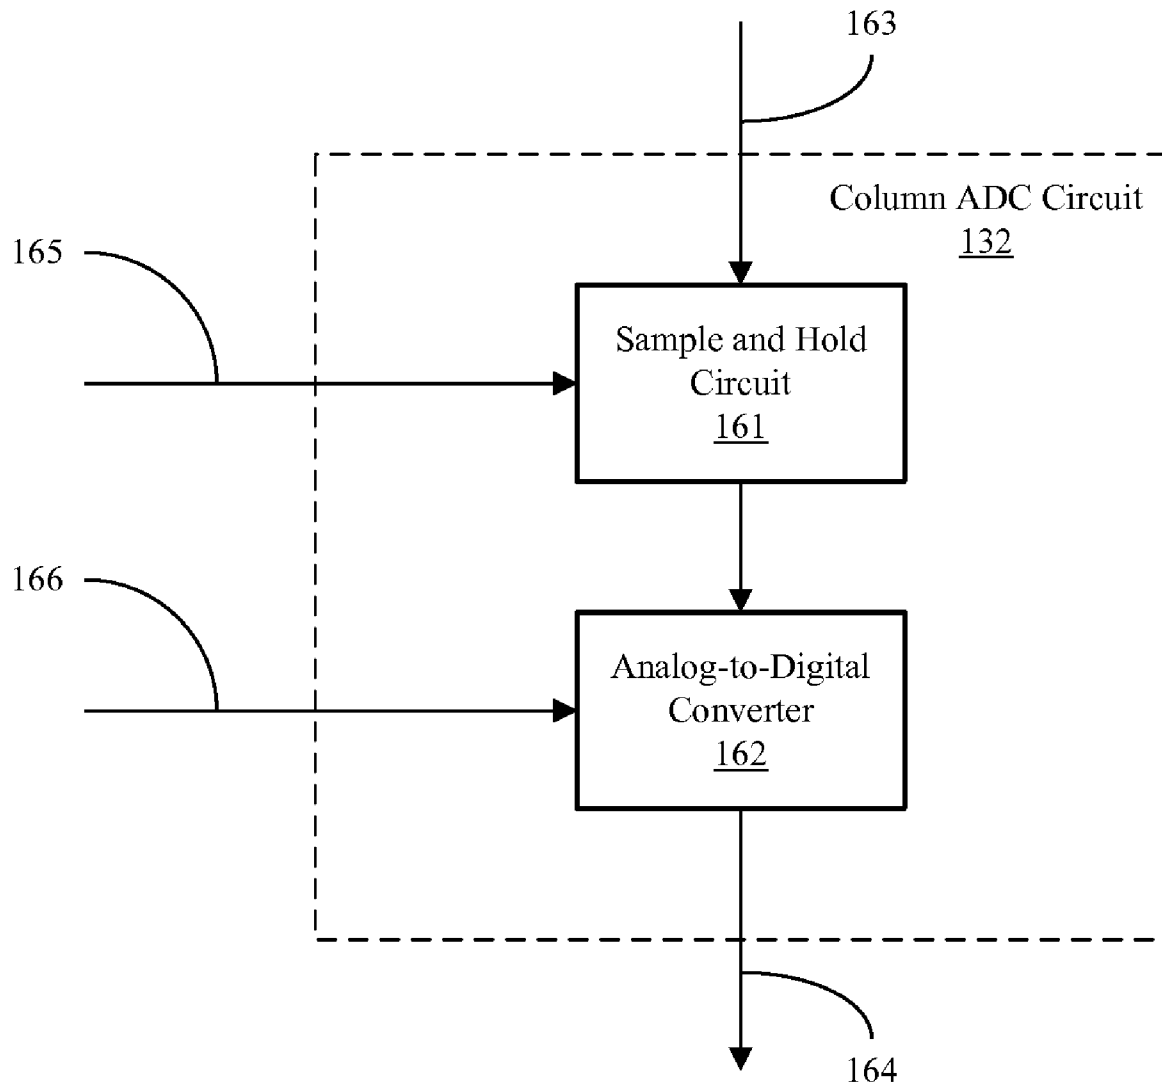 163
Column ADC Circuit
132
165
Sample and Hold
Circuit
161
166
Analog-to-Digital
Converter
162
164